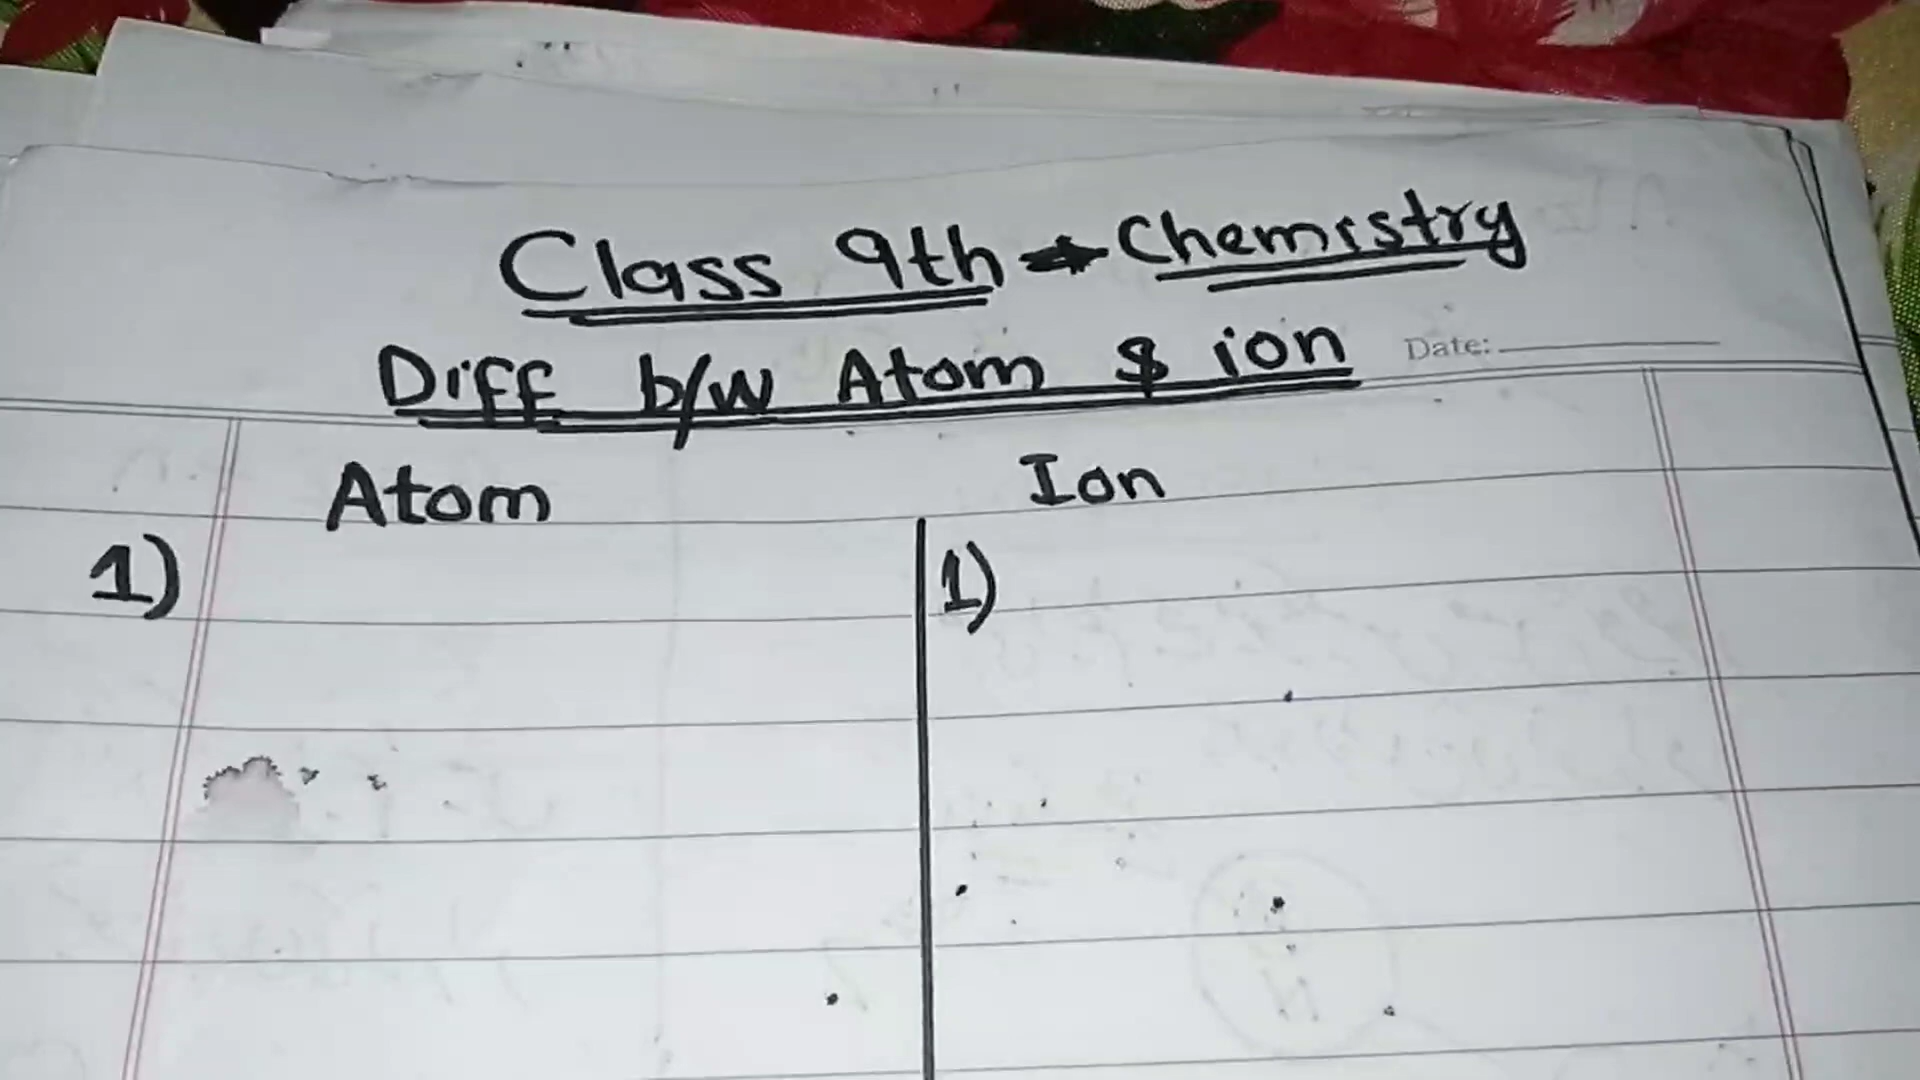 Class 9th → Chemistry
Diff b/w Atom & ion
Date:
Atom Ion
1) 1)